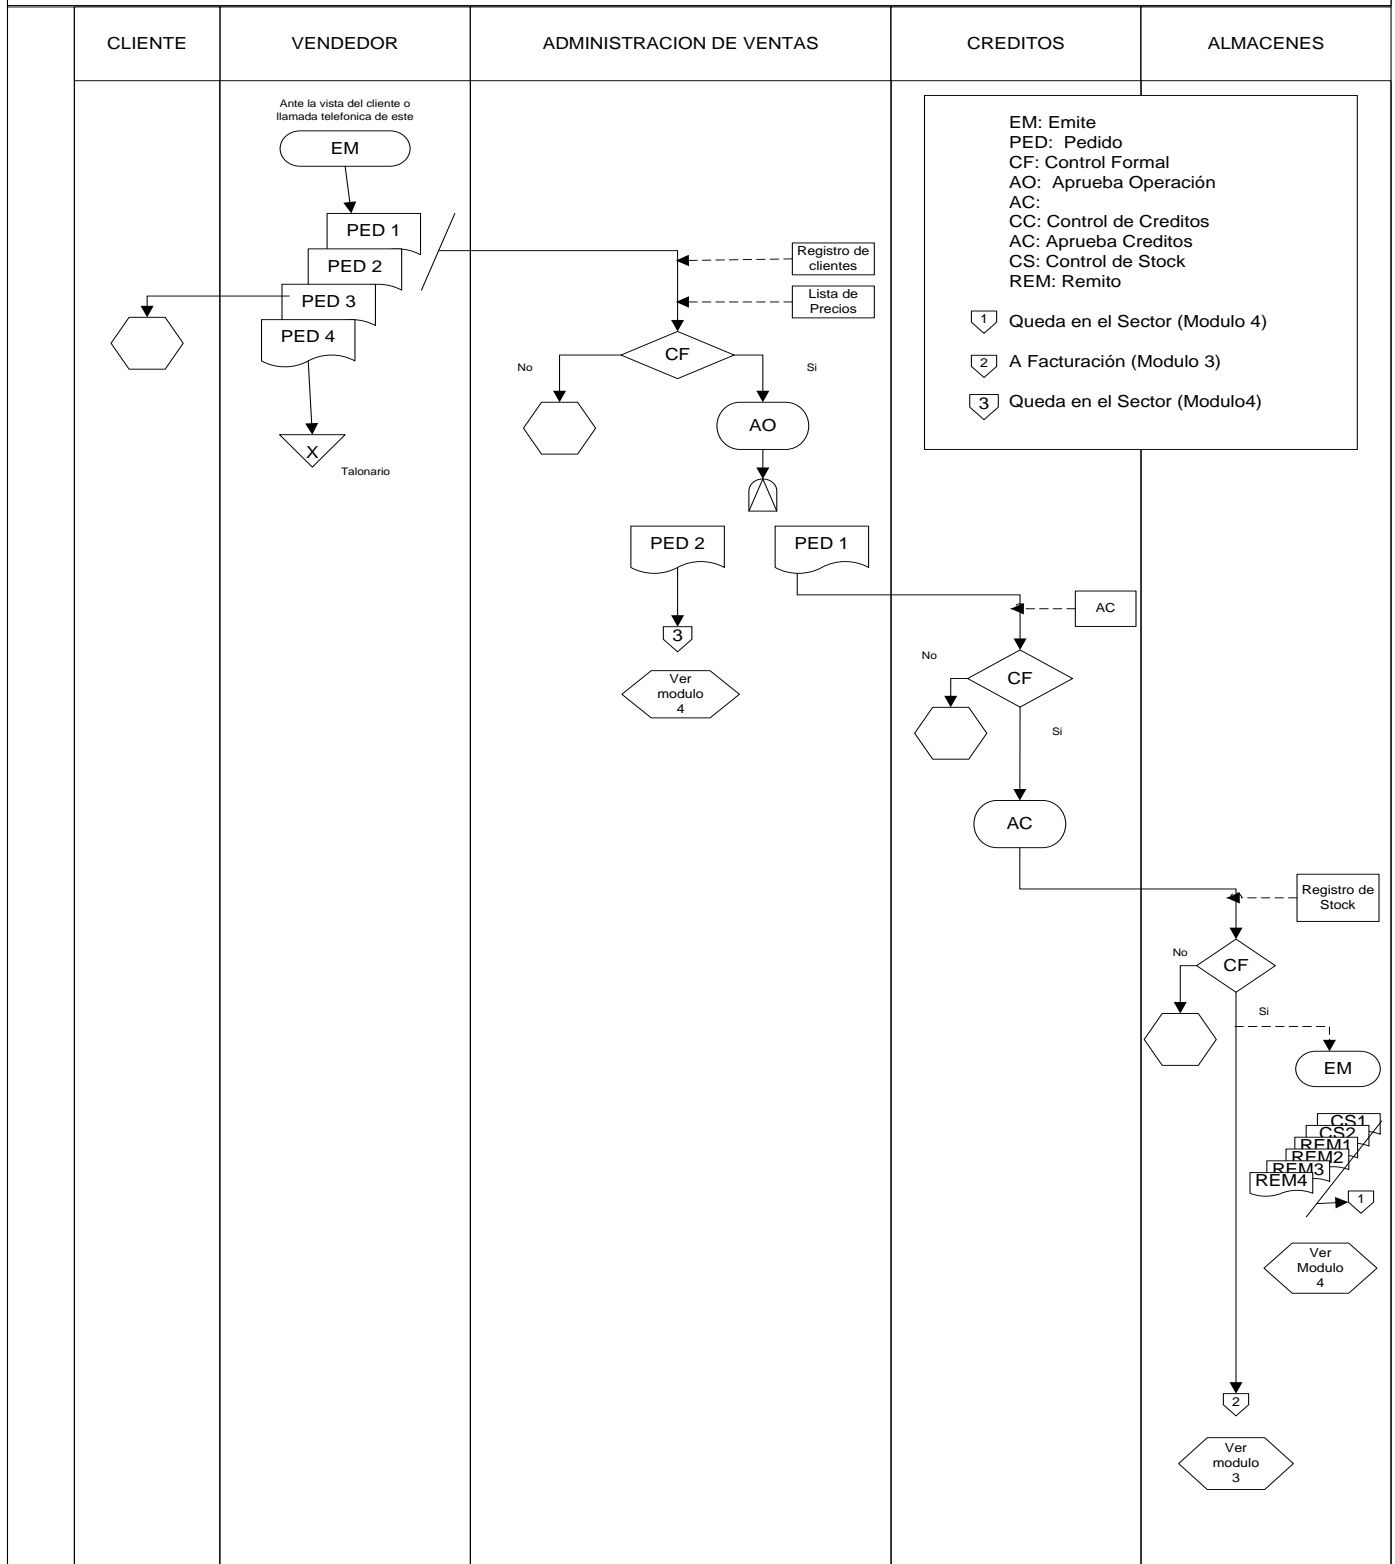 CLIENTE
VENDEDOR
ADMINISTRACION DE VENTAS
CREDITOS
ALMACENES
Ante la vista del cliente o
llamada telefonica de este
EM
PED 1
PED 2
PED 3
PED 4
X
Talonario
Registro de
clientes
Lista de
Precios
CF
No
Si
AO
PED 2
PED 1
3
Ver
modulo
4
EM: Emite
PED: Pedido
CF: Control Formal
AO: Aprueba Operación
AC:
CC: Control de Creditos
AC: Aprueba Creditos
CS: Control de Stock
REM: Remito
1 Queda en el Sector (Modulo 4)
2 A Facturación (Modulo 3)
3 Queda en el Sector (Modulo4)
AC
No
CF
Si
AC
Registro de
Stock
No
CF
Si
EM
CS1
CS2
REM1
REM2
REM3
REM4
1
Ver
Modulo
4
2
Ver
modulo
3